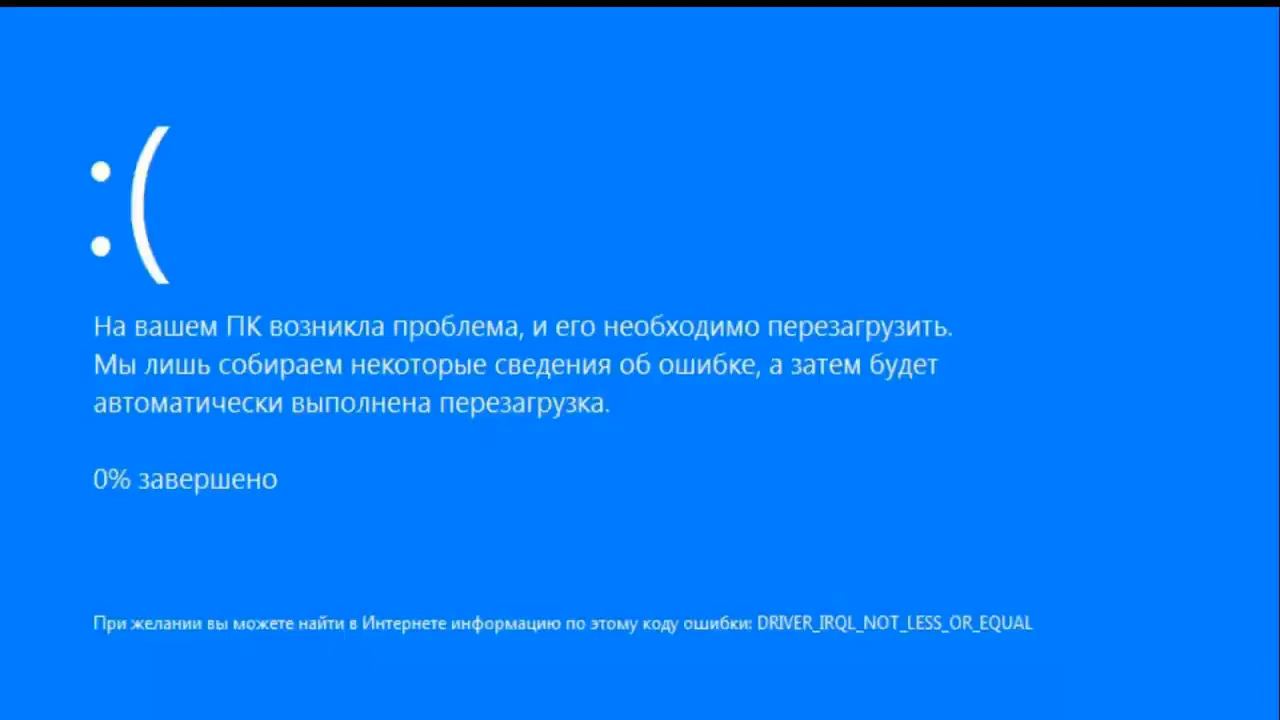 :(
На вашем ПК возникла проблема, и его необходимо перезагрузить.
Мы лишь собираем некоторые сведения об ошибке, а затем будет
автоматически выполнена перезагрузка.
0% завершено
При желании вы можете найти в Интернете информацию по этому коду ошибки: DRIVER_IRQL_NOT_LESS_OR_EQUAL